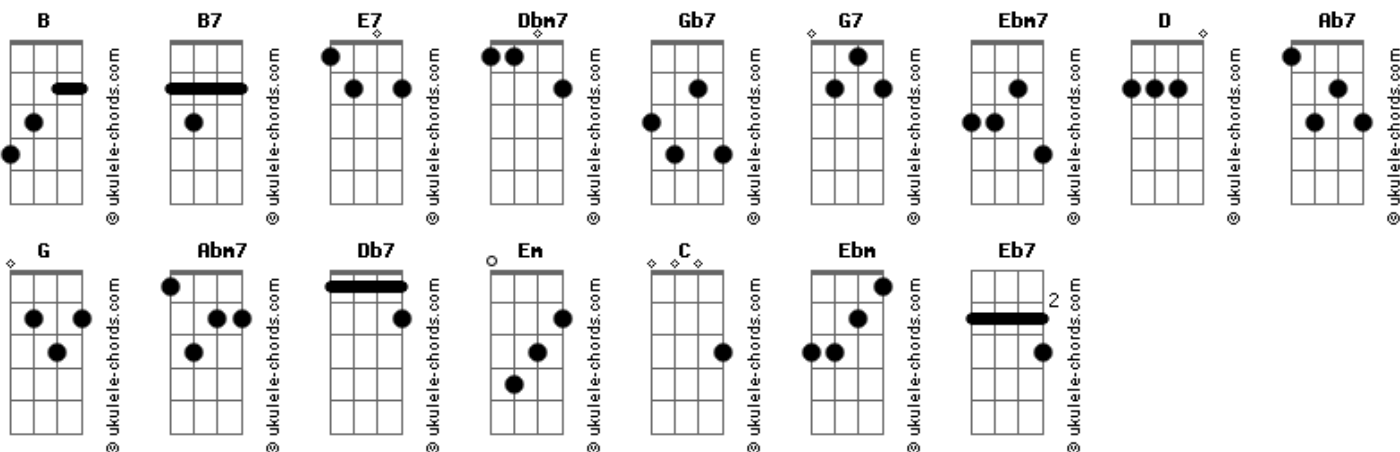 B B7 E7 Dbm7 Gb7 G7 Ebm7 D Ab7
© ukulele-chords.com © ukulele-chords.com © ukulele-chords.com © ukulele-chords.com © ukulele-chords.com © ukulele-chords.com © ukulele-chords.com © ukulele-chords.com © ukulele-chords.com
G Abm7 Db7 Em C Ebm Eb7
2
© ukulele-chords.com © ukulele-chords.com © ukulele-chords.com © ukulele-chords.com © ukulele-chords.com © ukulele-chords.com © ukulele-chords.com